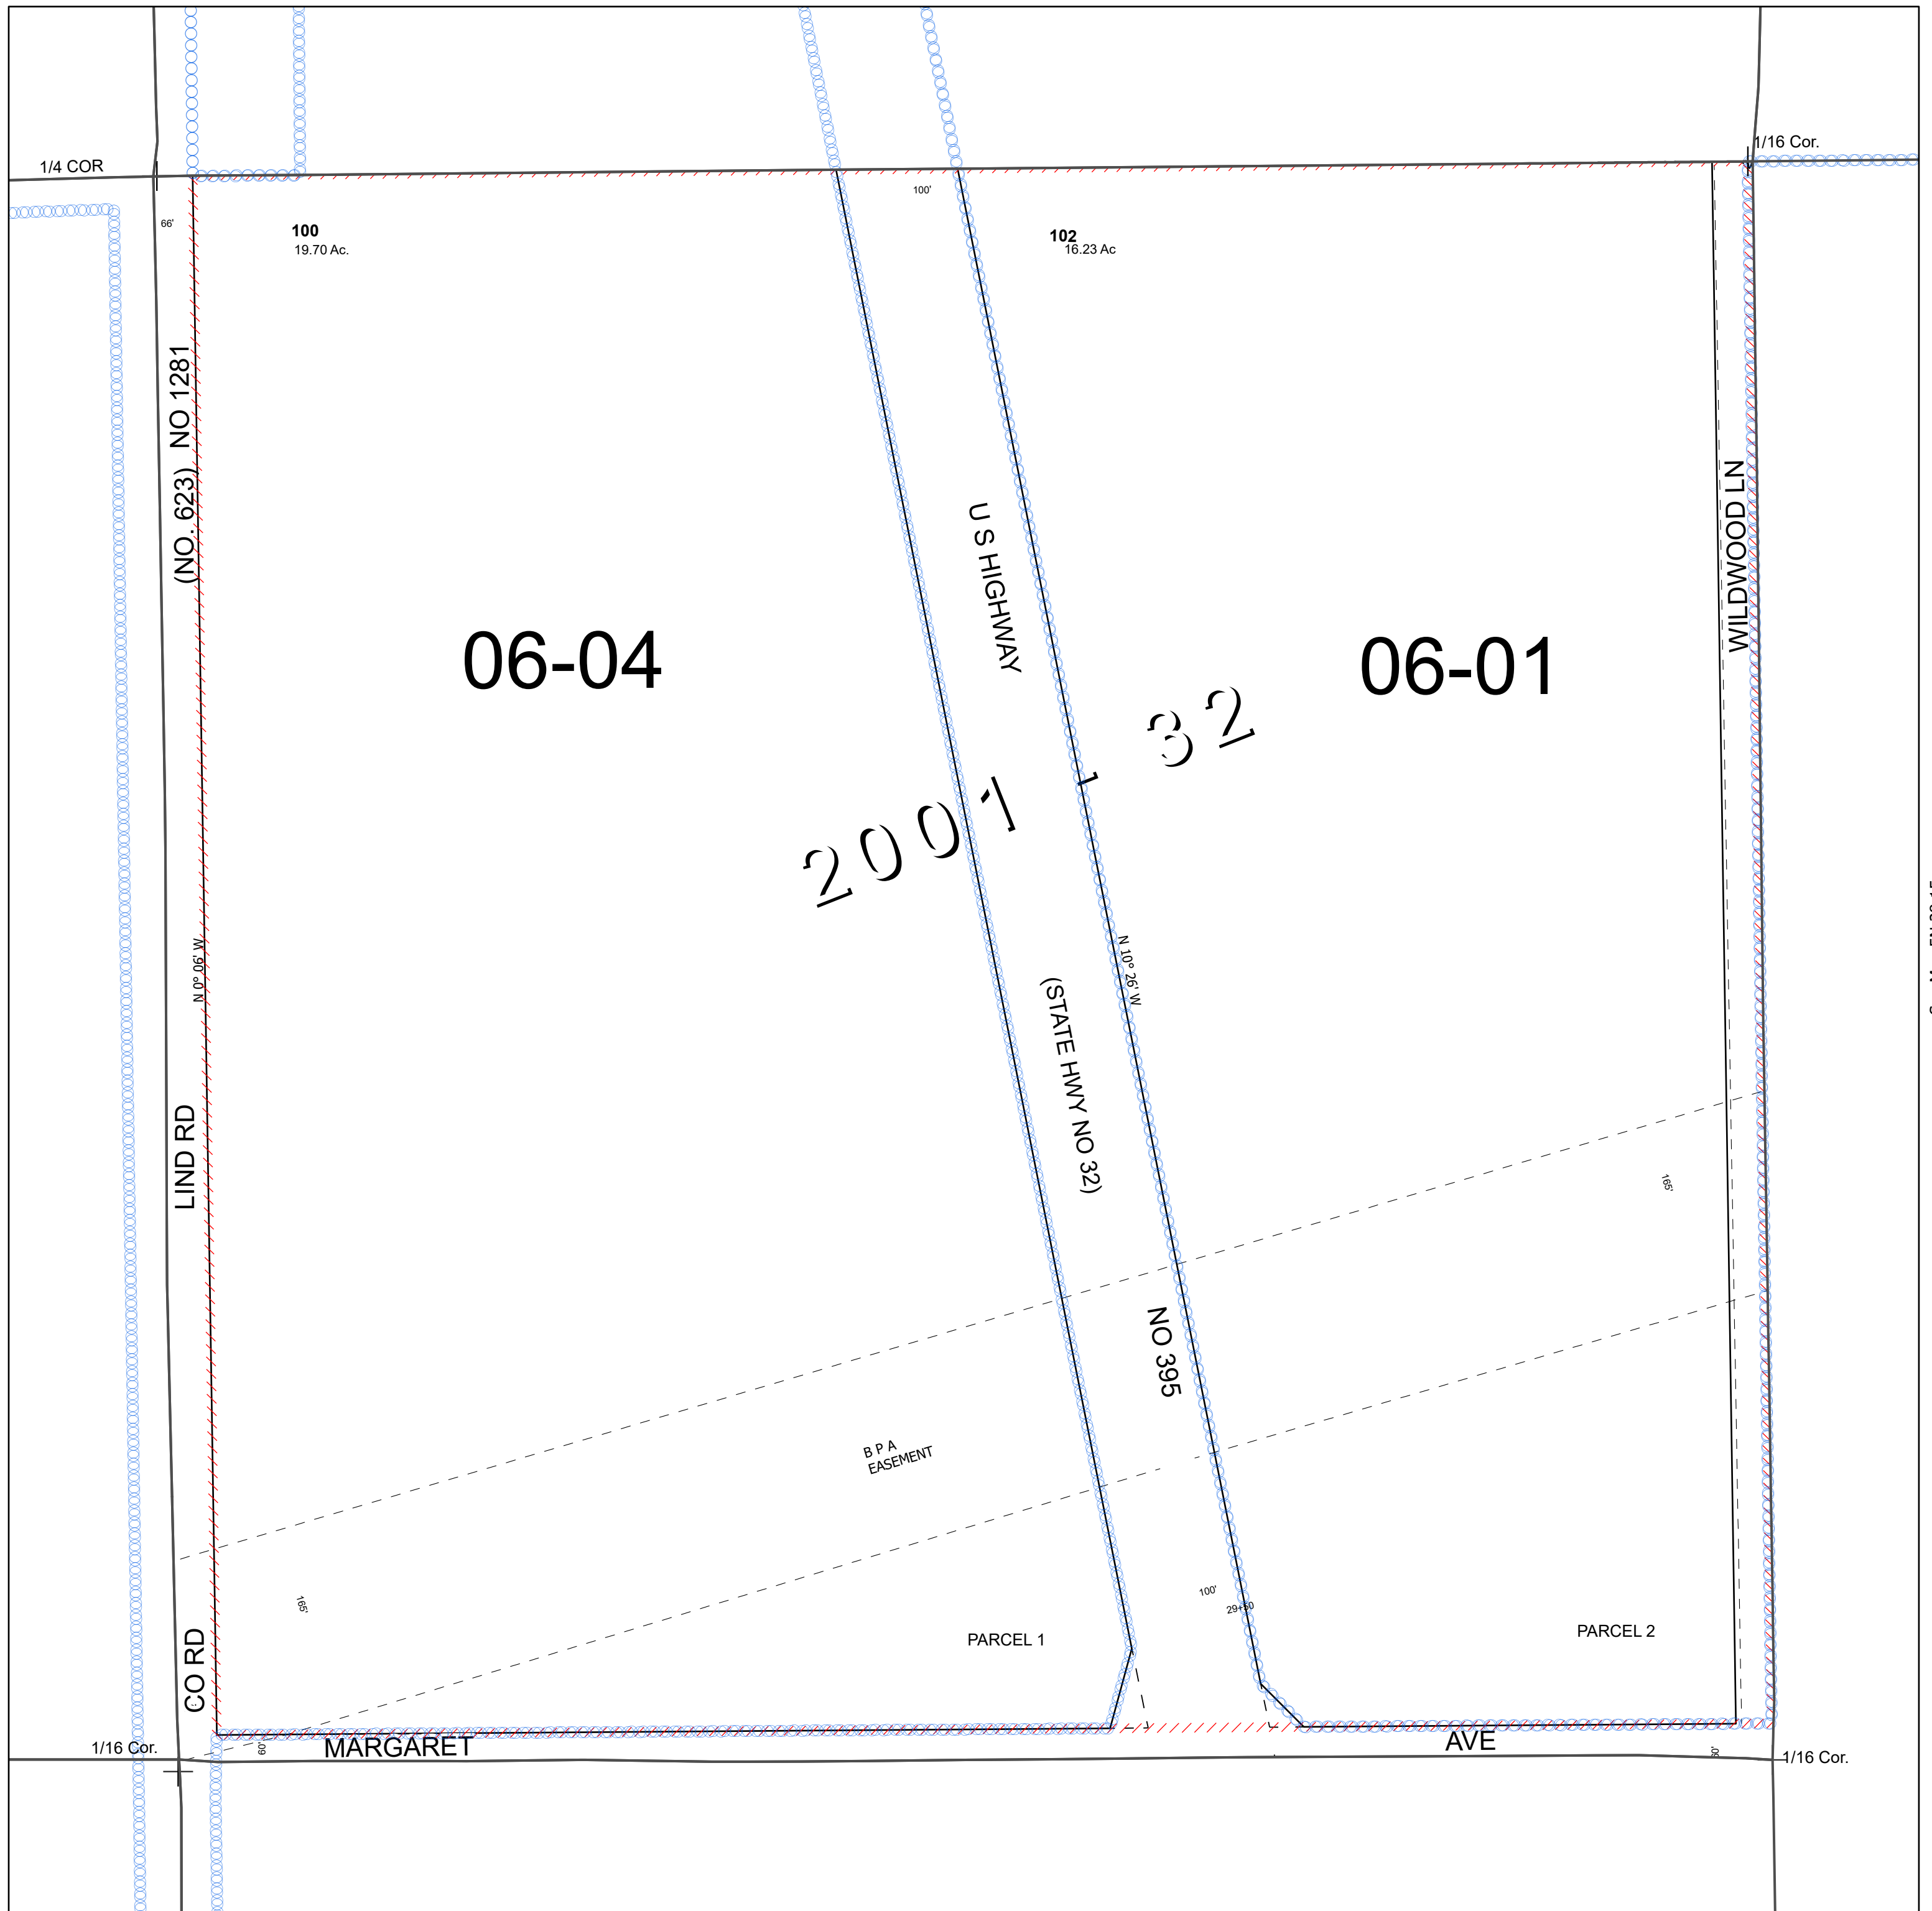 1/4 COR
1/16 Cor.
66'
100'
100
19.70 Ac.
102
16.23 Ac
(NO. 623) NO 1281
U S HIGHWAY
WILDWOOD LN
06-04
06-01
2001 1 32
N 0° 06' W
N 10° 26' W
(STATE HWY NO 32)
LIND RD
165'
NO 395
B P A
EASEMENT
165'
100'
29+50
PARCEL 1
PARCEL 2
CO RD
1/16 Cor.
60'
MARGARET
AVE
1/16 Cor.